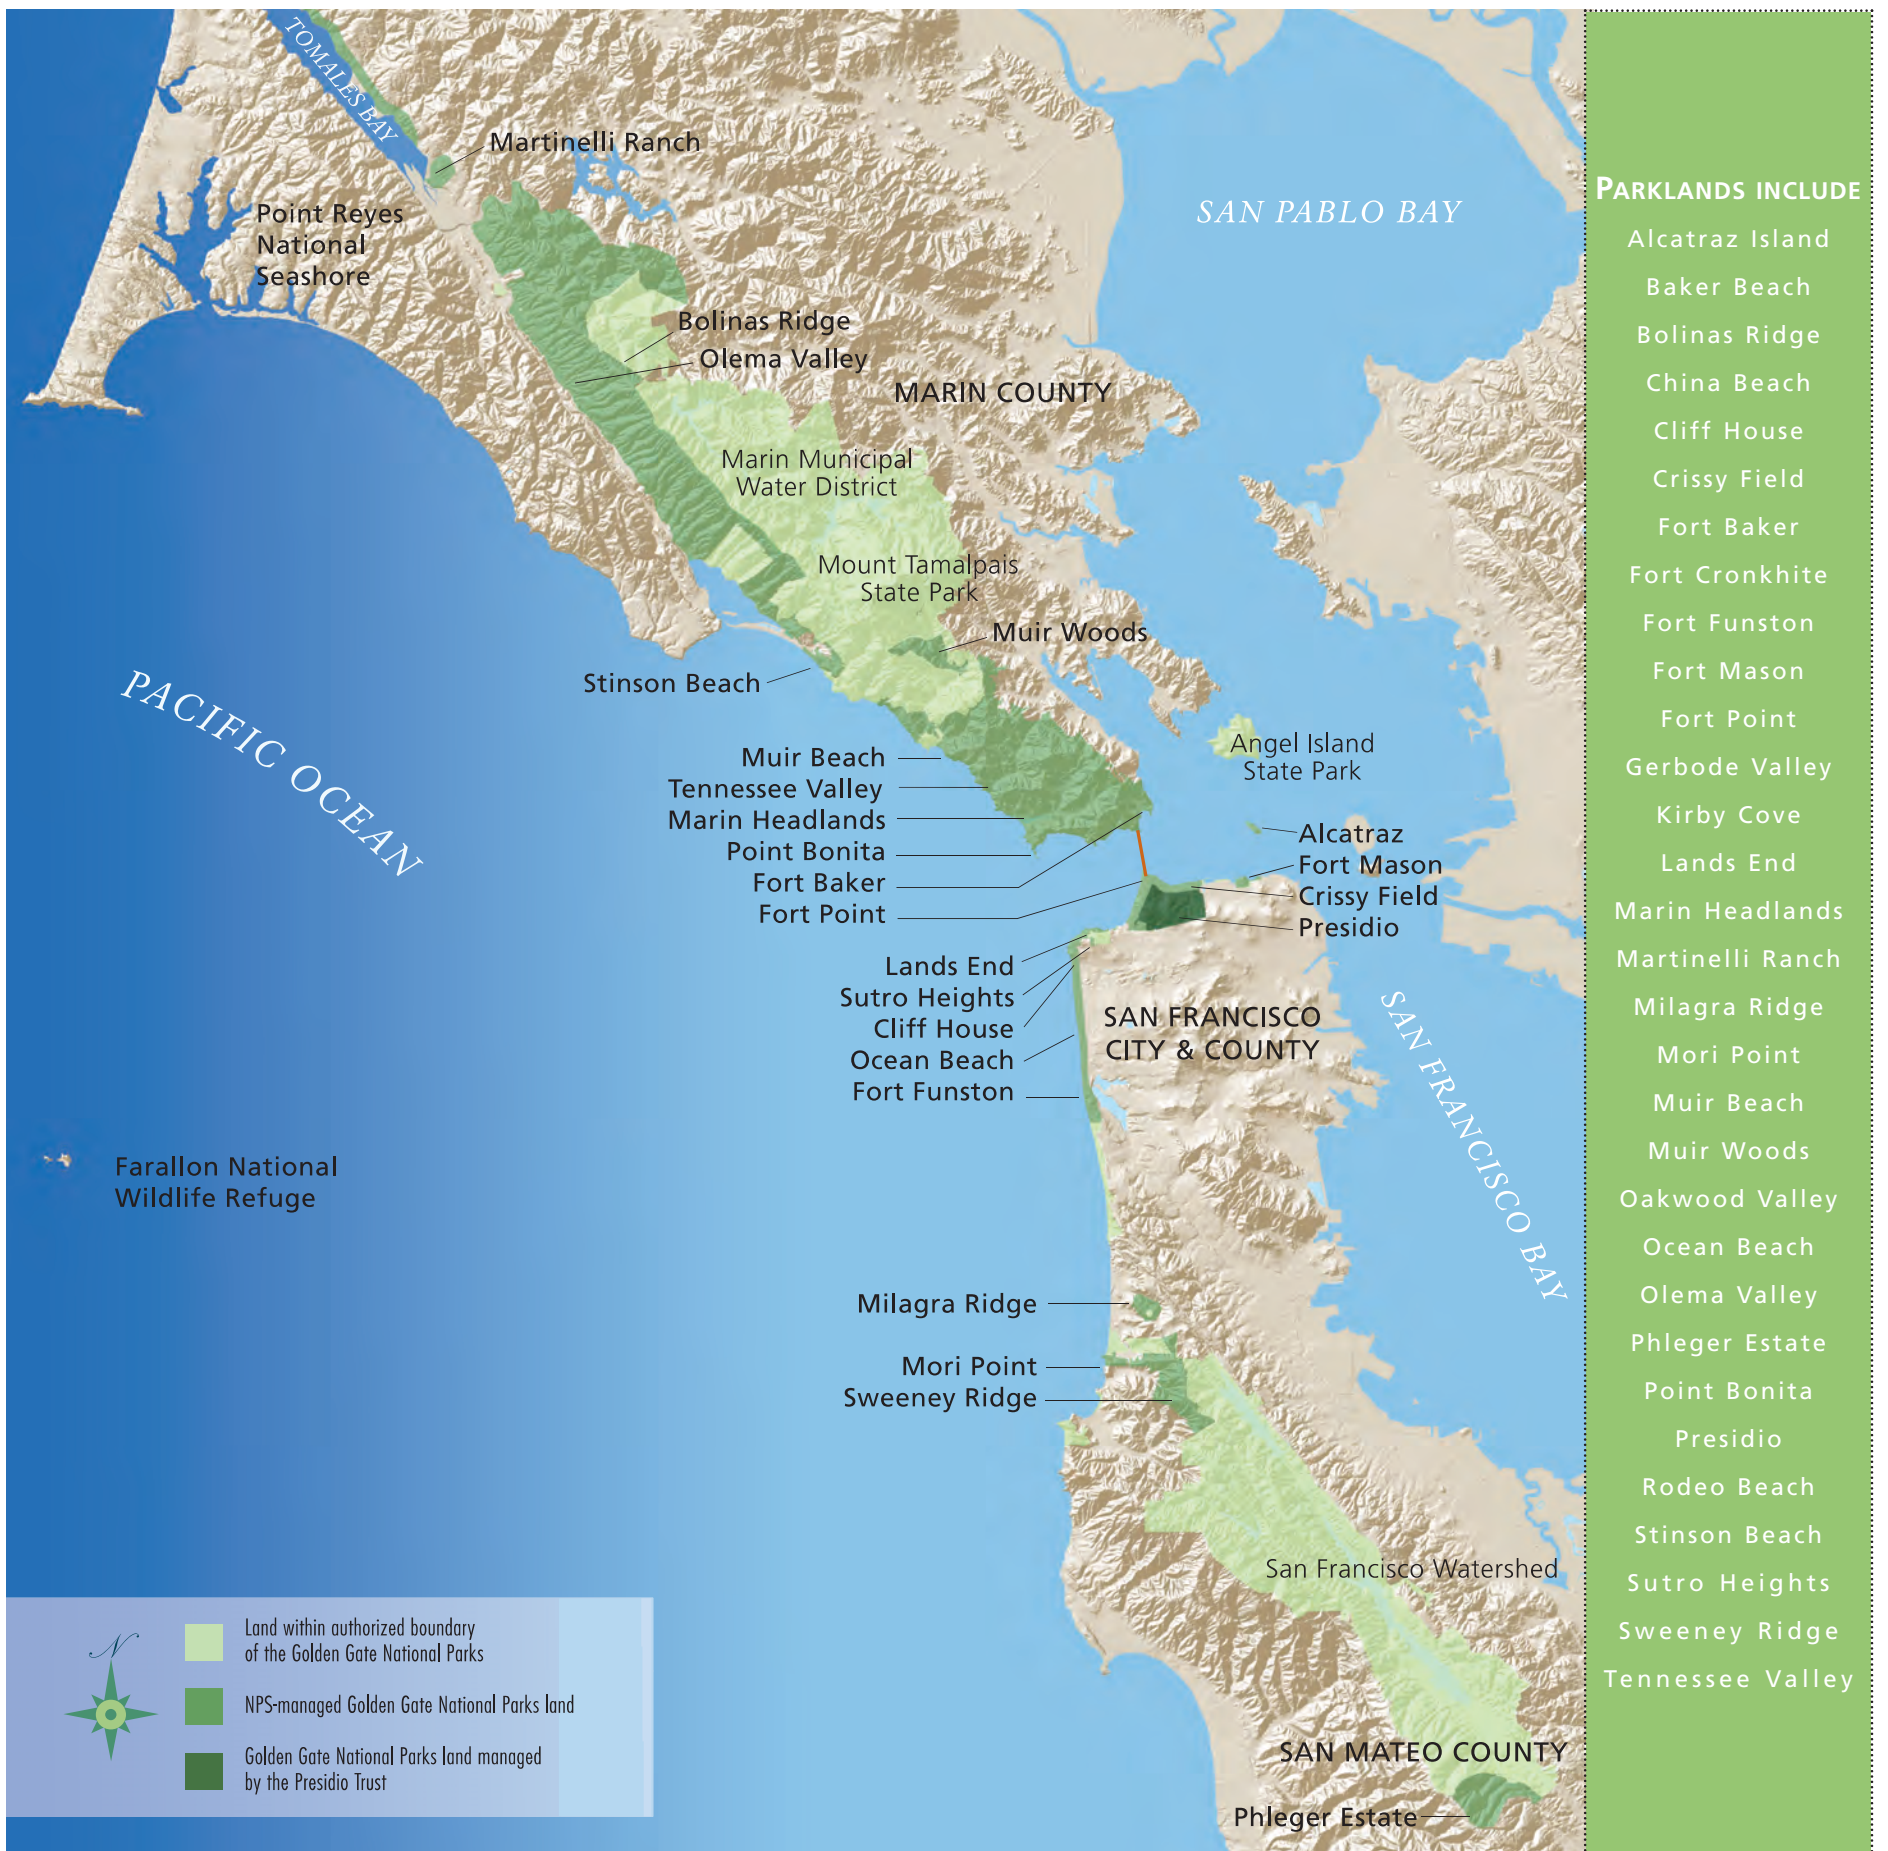 TOMALES BAY
Martinelli Ranch
Point Reyes
National
Seashore
SAN PABLO BAY
Bolinas Ridge
Olema Valley
MARIN COUNTY
Marin Municipal
Water District
Mount Tamalpais
State Park
Muir Woods
Stinson Beach
PACIFIC OCEAN
Angel Island
State Park
Muir Beach
Tennessee Valley
Marin Headlands
Point Bonita
Fort Baker
Fort Point
Alcatraz
Fort Mason
Crissy Field
Presidio
Lands End
Sutro Heights
Cliff House
Ocean Beach
Fort Funston
SAN FRANCISCO
CITY & COUNTY
SAN FRANCISCO BAY
Farallon National
Wildlife Refuge
Milagra Ridge
Mori Point
Sweeney Ridge
San Francisco Watershed
SAN MATEO COUNTY
Phleger Estate
N
Land within authorized boundary
of the Golden Gate National Parks
NPS-managed Golden Gate National Parks land
Golden Gate National Parks land managed
by the Presidio Trust
PARKLANDS INCLUDE
Alcatraz Island
Baker Beach
Bolinas Ridge
China Beach
Cliff House
Crissy Field
Fort Baker
Fort Cronkhite
Fort Funston
Fort Mason
Fort Point
Gerbode Valley
Kirby Cove
Lands End
Marin Headlands
Martinelli Ranch
Milagra Ridge
Mori Point
Muir Beach
Muir Woods
Oakwood Valley
Ocean Beach
Olema Valley
Phleger Estate
Point Bonita
Presidio
Rodeo Beach
Stinson Beach
Sutro Heights
Sweeney Ridge
Tennessee Valley